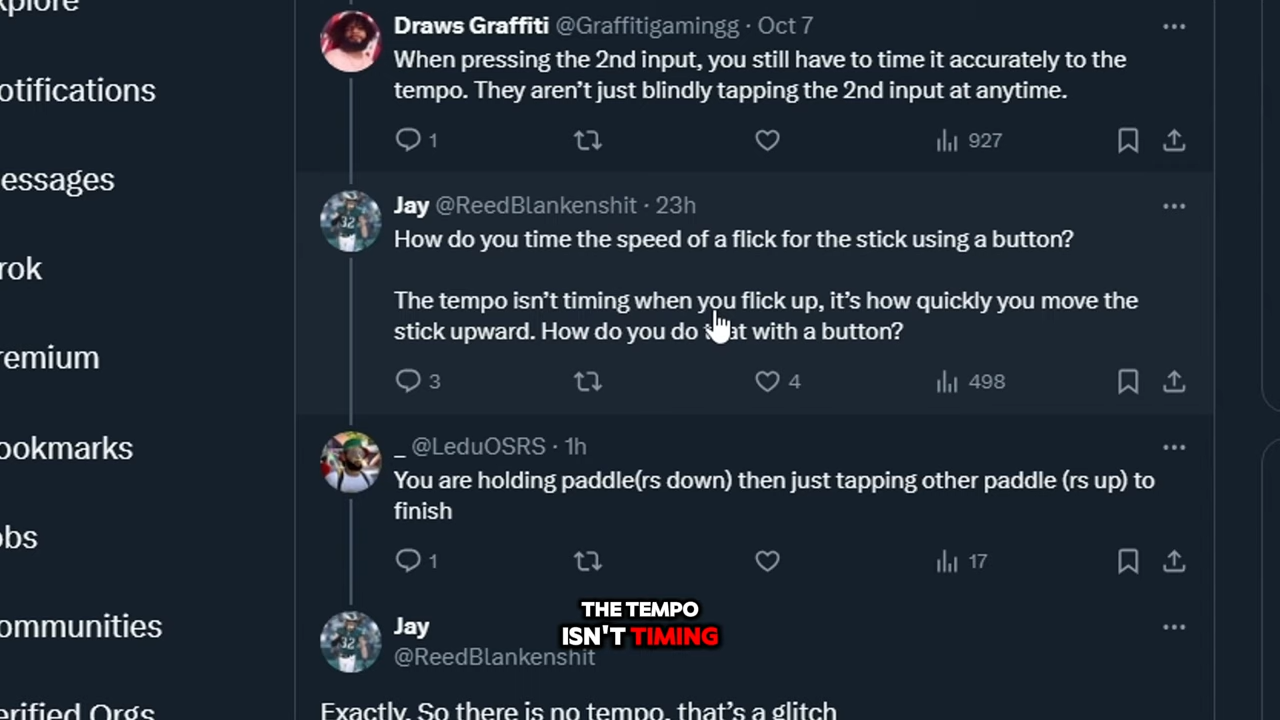 xplore
Draws Graffiti @Graffitigamingg · Oct 7
When pressing the 2nd input, you still have to time it accurately to the
tempo. They aren't just blindly tapping the 2nd input at anytime.
1 927
otifications
essages
Jay @ReedBlankenshit · 23h
How do you time the speed of a flick for the stick using a button?
rok
The tempo isn't timing when you flick up, it's how quickly you move the
stick upward. How do you do that with a button?
remium
3 4 498
ookmarks
_ @LeduOSRS · 1h
You are holding paddle(rs down) then just tapping other paddle (rs up) to
finish
obs
1 17
THE TEMPO
ISN'T TIMING
ommunities
Jay
@ReedBlankenshit
erified Orgs
Exactly. So there is no tempo, that's a glitch